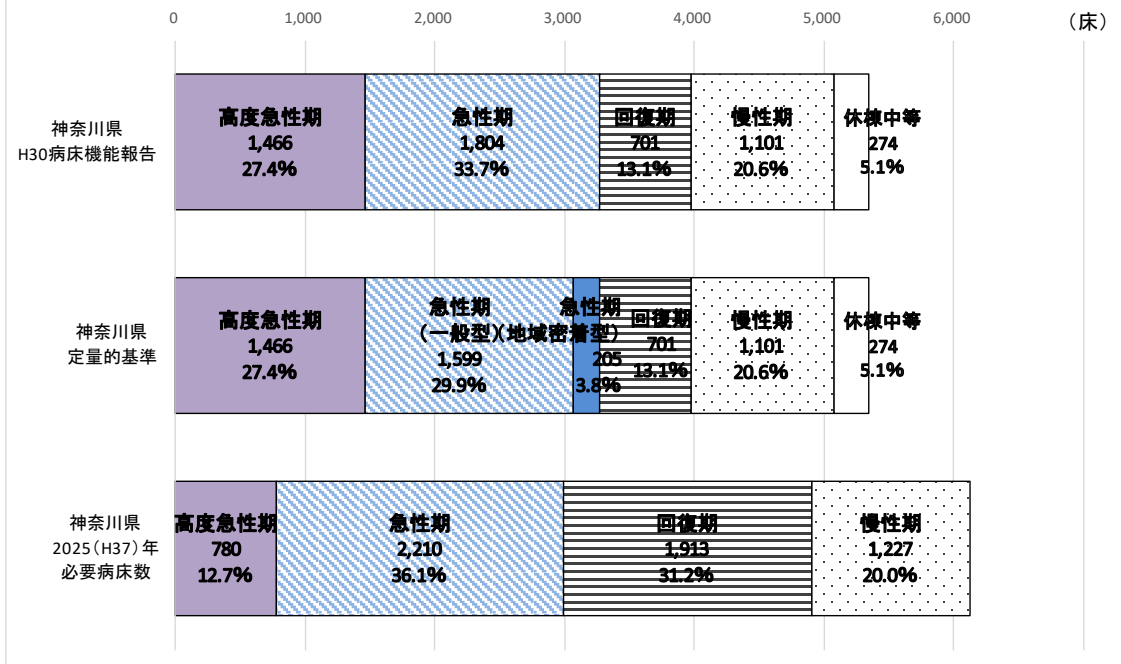 0 1,000 2,000 3,000 4,000 5,000 6,000 （床）
神奈川県
H30病床機能報告
高度急性期
1,466
27.4%
急性期
1,804
33.7%
回復期
701
13.1%
慢性期
1,101
20.6%
休棟中等
274
5.1%
神奈川県
定量的基準
高度急性期
1,466
27.4%
急性期
（一般型）
1,599
29.9%
急性期
（地域密着型）
205
3.8%
回復期
701
13.1%
慢性期
1,101
20.6%
休棟中等
274
5.1%
神奈川県
2025（H37）年
必要病床数
高度急性期
780
12.7%
急性期
2,210
36.1%
回復期
1,913
31.2%
慢性期
1,227
20.0%